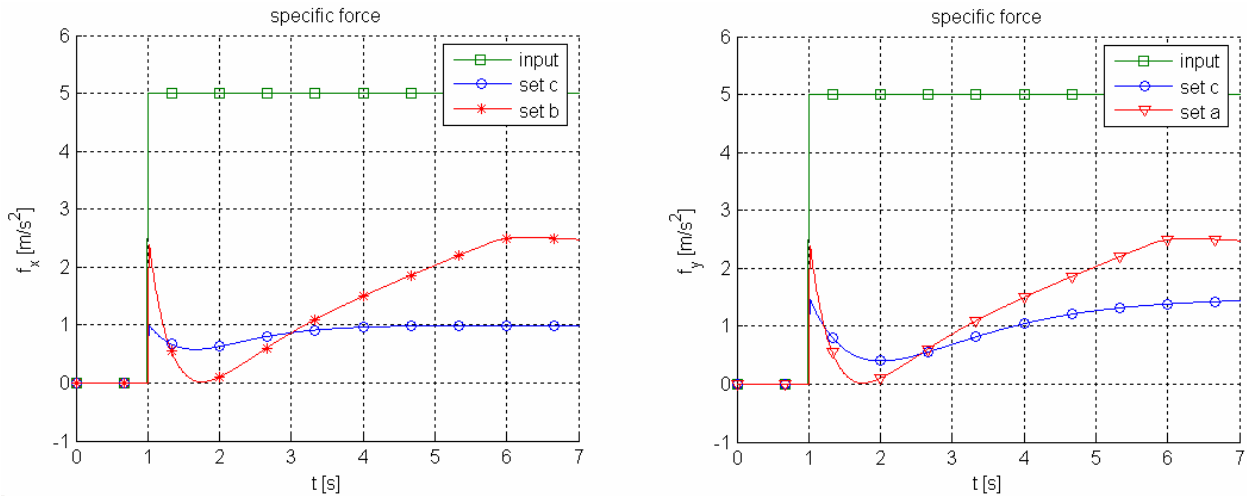 specific force
6
5
4
3
2
1
0
-1
f_x [m/s^2]
input
set c
set b
0 1 2 3 4 5 6 7
t [s]
specific force
6
5
4
3
2
1
0
-1
f_y [m/s^2]
input
set c
set a
0 1 2 3 4 5 6 7
t [s]